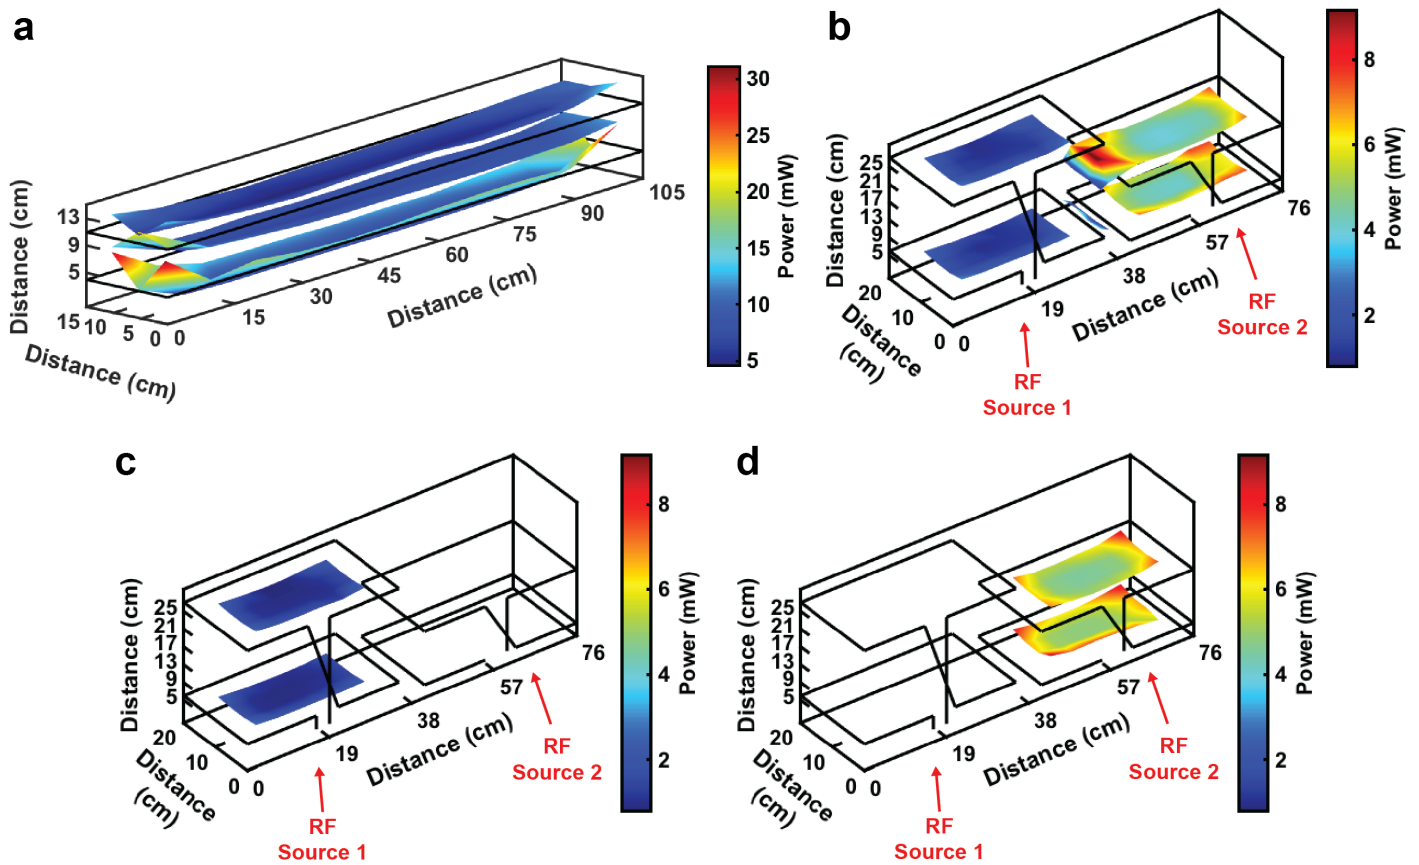 a
Distance (cm)
13
9
5
15 10 5 0
Distance (cm)
0 15 30 45 60 75 90 105
Distance (cm)
30
25
20
15
10
5
Power (mW)
b
Distance (cm)
25
21
17
13
9
5
20 10 0
Distance
(cm)
0 19 38 57 76
Distance (cm)
RF
Source 1
RF
Source 2
8
6
4
2
Power (mW)
c
Distance (cm)
25
21
17
13
9
5
20 10 0
Distance
(cm)
0 19 38 57 76
Distance (cm)
RF
Source 1
RF
Source 2
8
6
4
2
Power (mW)
d
Distance (cm)
25
21
17
13
9
5
20 10 0
Distance
(cm)
0 19 38 57 76
Distance (cm)
RF
Source 1
RF
Source 2
8
6
4
2
Power (mW)